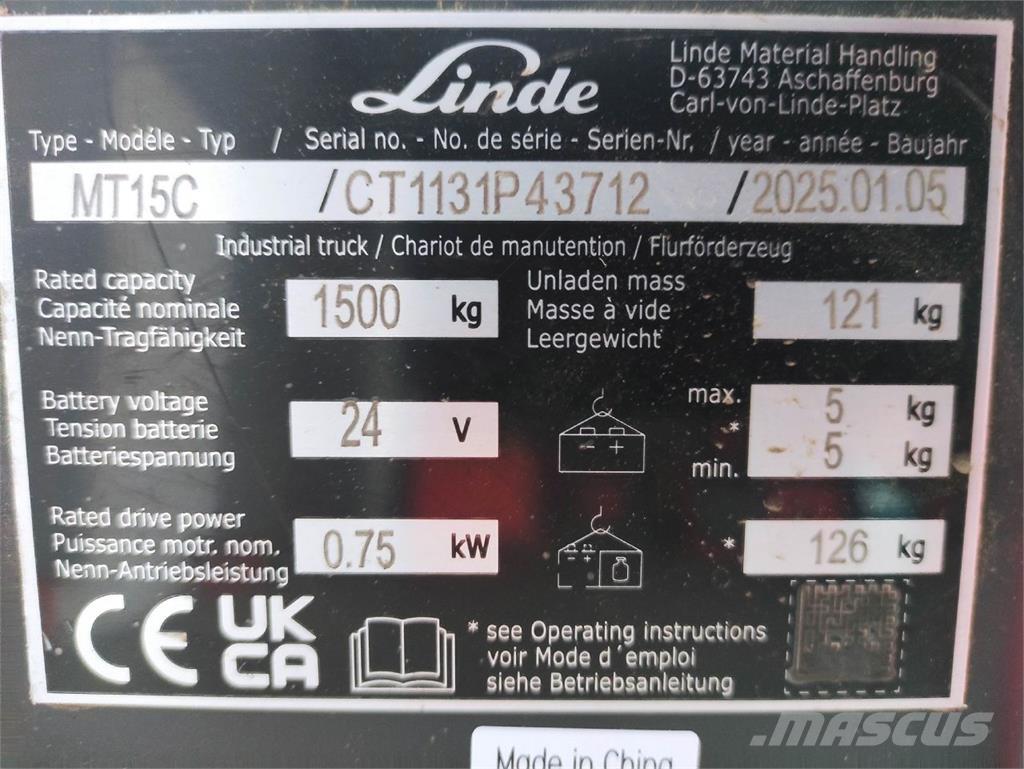 Linde
Linde Material Handling
D-63743 Aschaffenburg
Carl-von-Linde-Platz
Type - Modéle - Typ / Serial no. - No. de série - Serien-Nr. / year - année - Baujahr
MT15C /CT1131P43712 /2025.01.05
Industrial truck / Chariot de manutention / Flurförderzeug
Rated capacity
Capacité nominale
Nenn-Tragfähigkeit
1500 kg
Unladen mass
Masse à vide
Leergewicht
121 kg
Battery voltage
Tension batterie
Batteriespannung
24 V
- +
max. 5 kg
*
min. 5 kg
Rated drive power
Puissance motr. nom.
Nenn-Antriebsleistung
0.75 kW
* 126 kg
CE
UK
CA
* see Operating instructions
voir Mode d´emploi
siehe Betriebsanleitung
Made in China
MASCUS